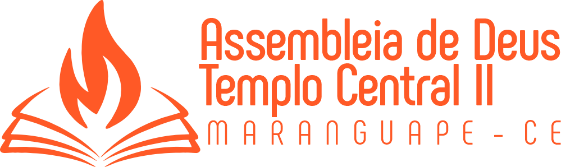 Assembleia de Deus
Templo Central II
MARANGUAPE - CE